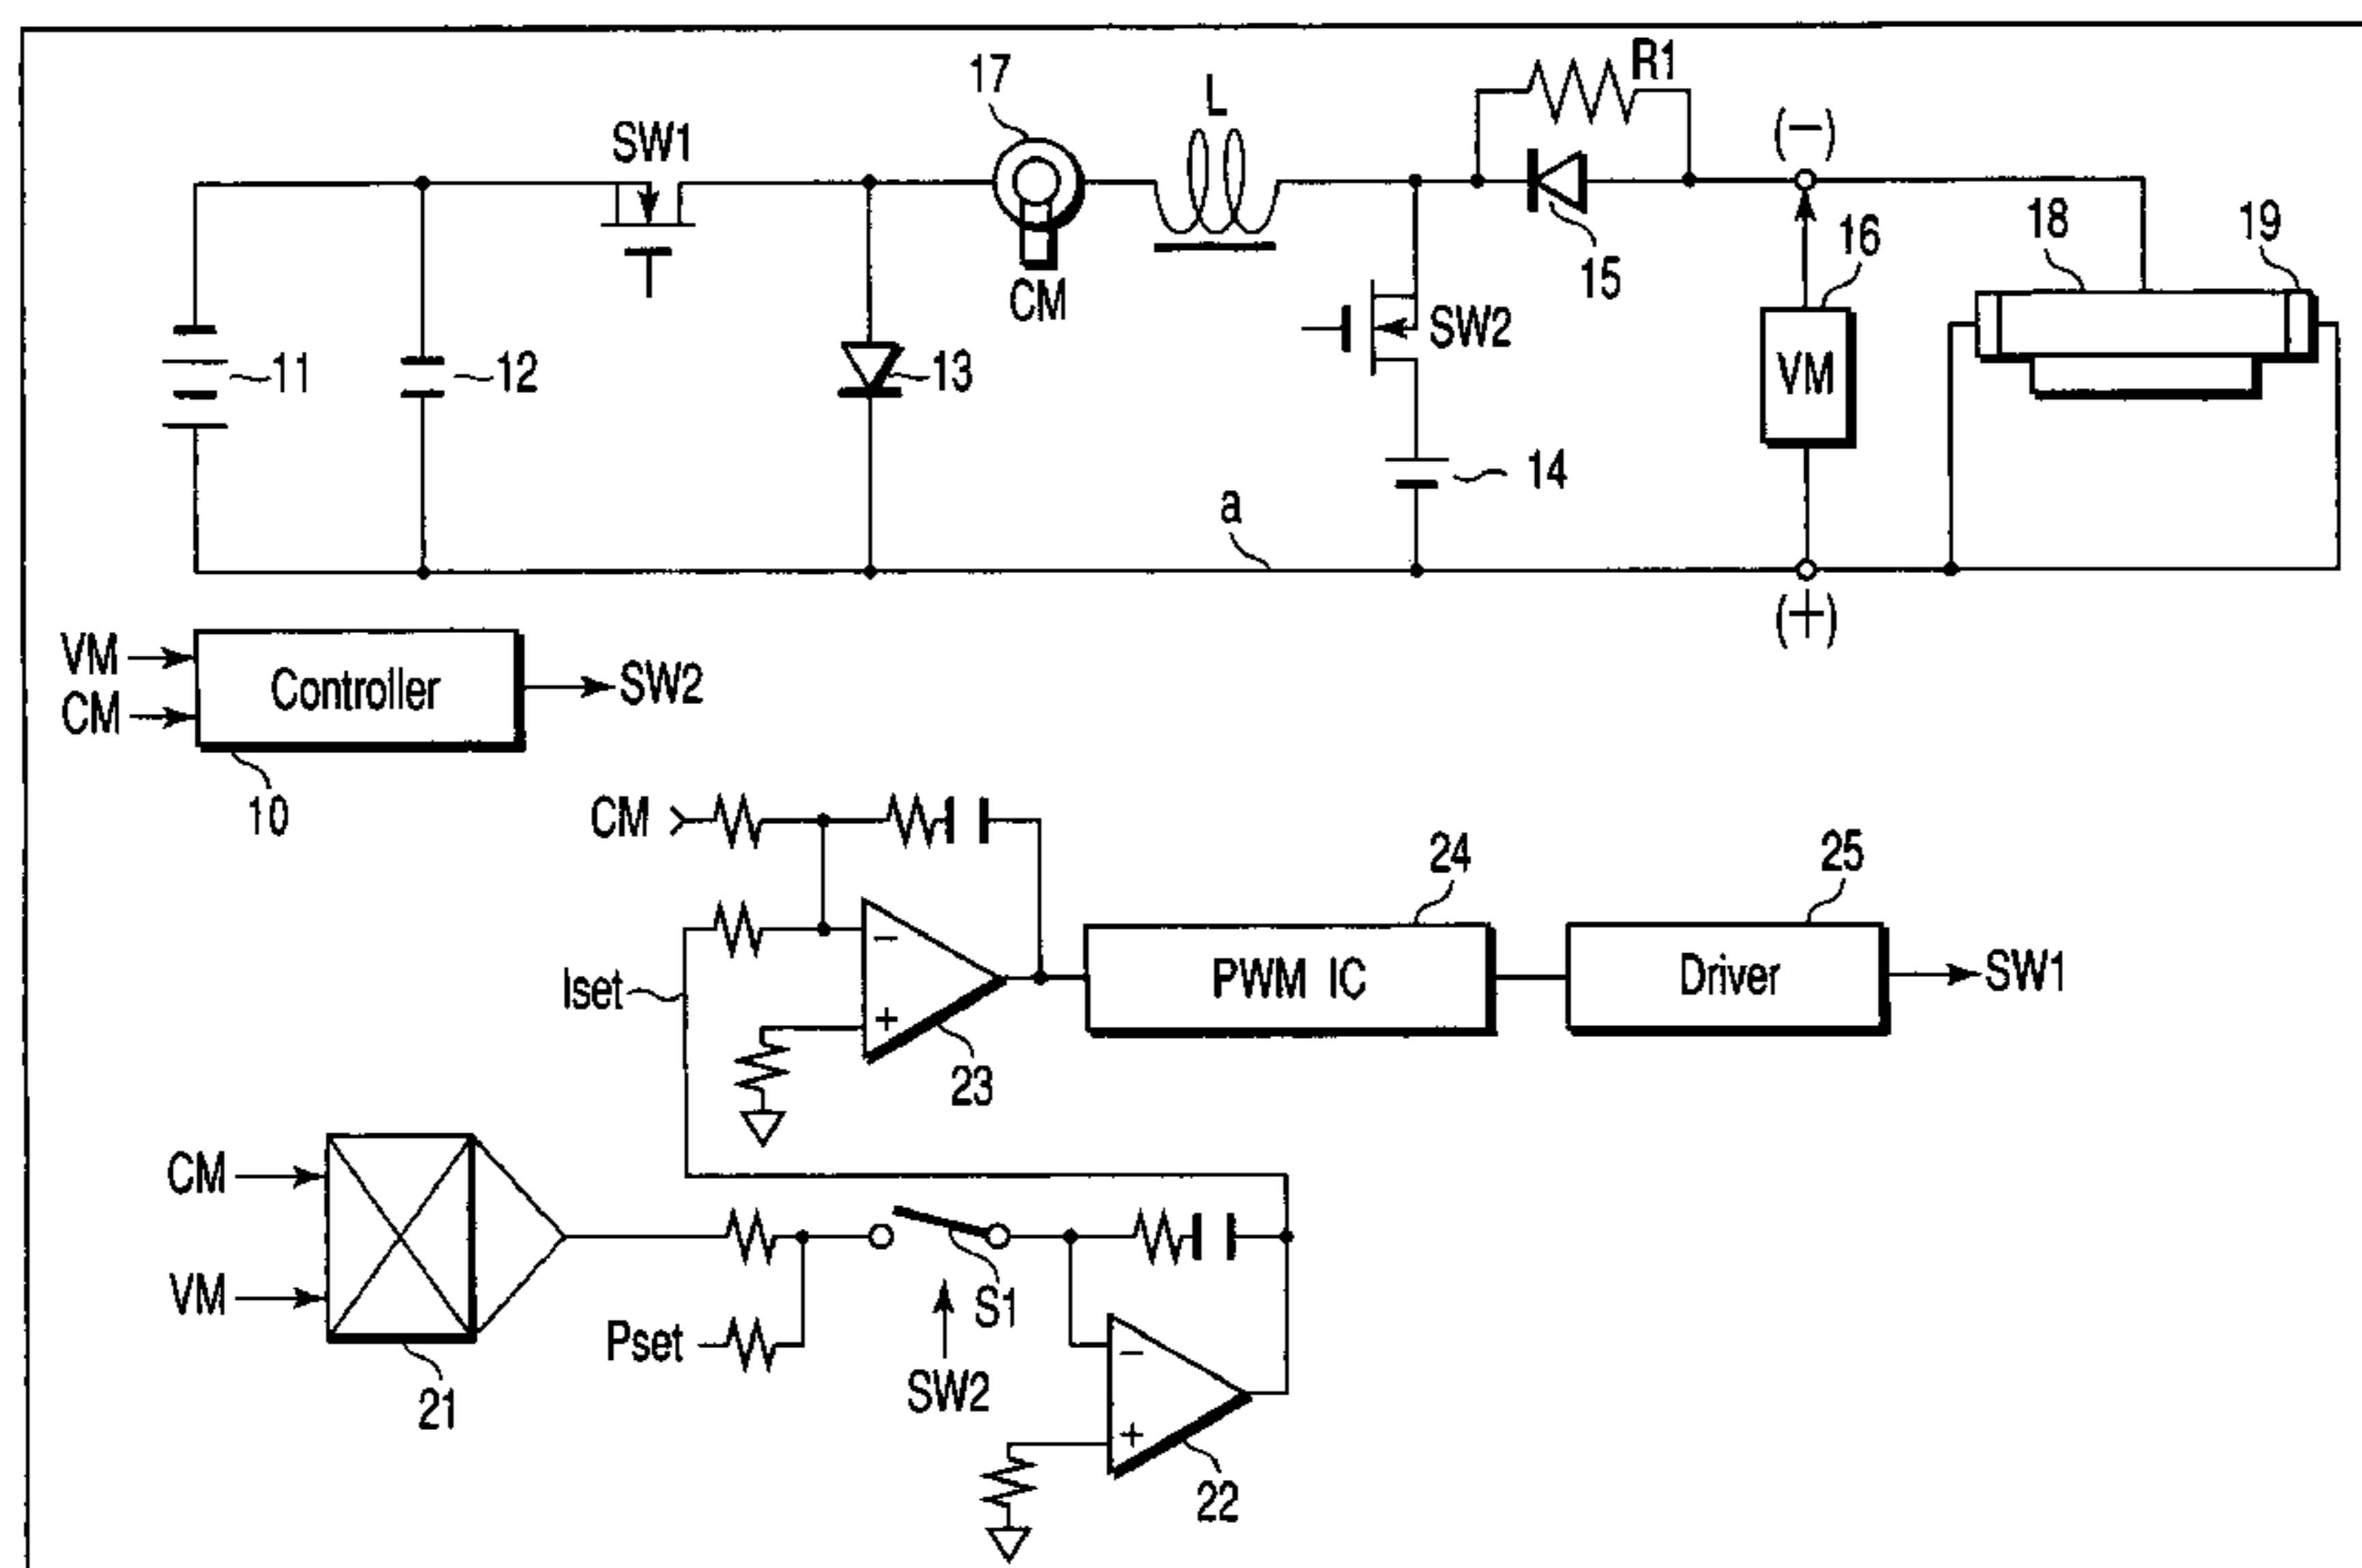 R1
17
L
(−)
SW1
18
19
16
15
CM
SW2
VM
11
12
13
14
a
(+)
VM
CM
Controller
SW2
10
CM
24
25
Iset
−
+
PWM IC
Driver
SW1
23
CM
VM
S1
Pset
SW2
−
+
21
22